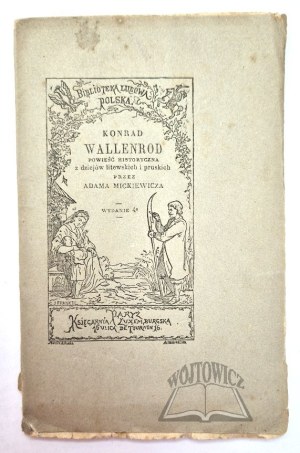 BIBLIOTEKA LUDOWA
POLSKA
KONRAD
WALLENROD
POWIEŚĆ HISTORYCZNA
z dziejów litewskich i pruskich
PRZEZ
ADAMA MICKIEWICZA
WYDANIE 4e
PARYŻ
KSIĘGARNIA LUXEMBURGSKA
16 ULICA DE TOURNON 16
WÓJTOWICZ